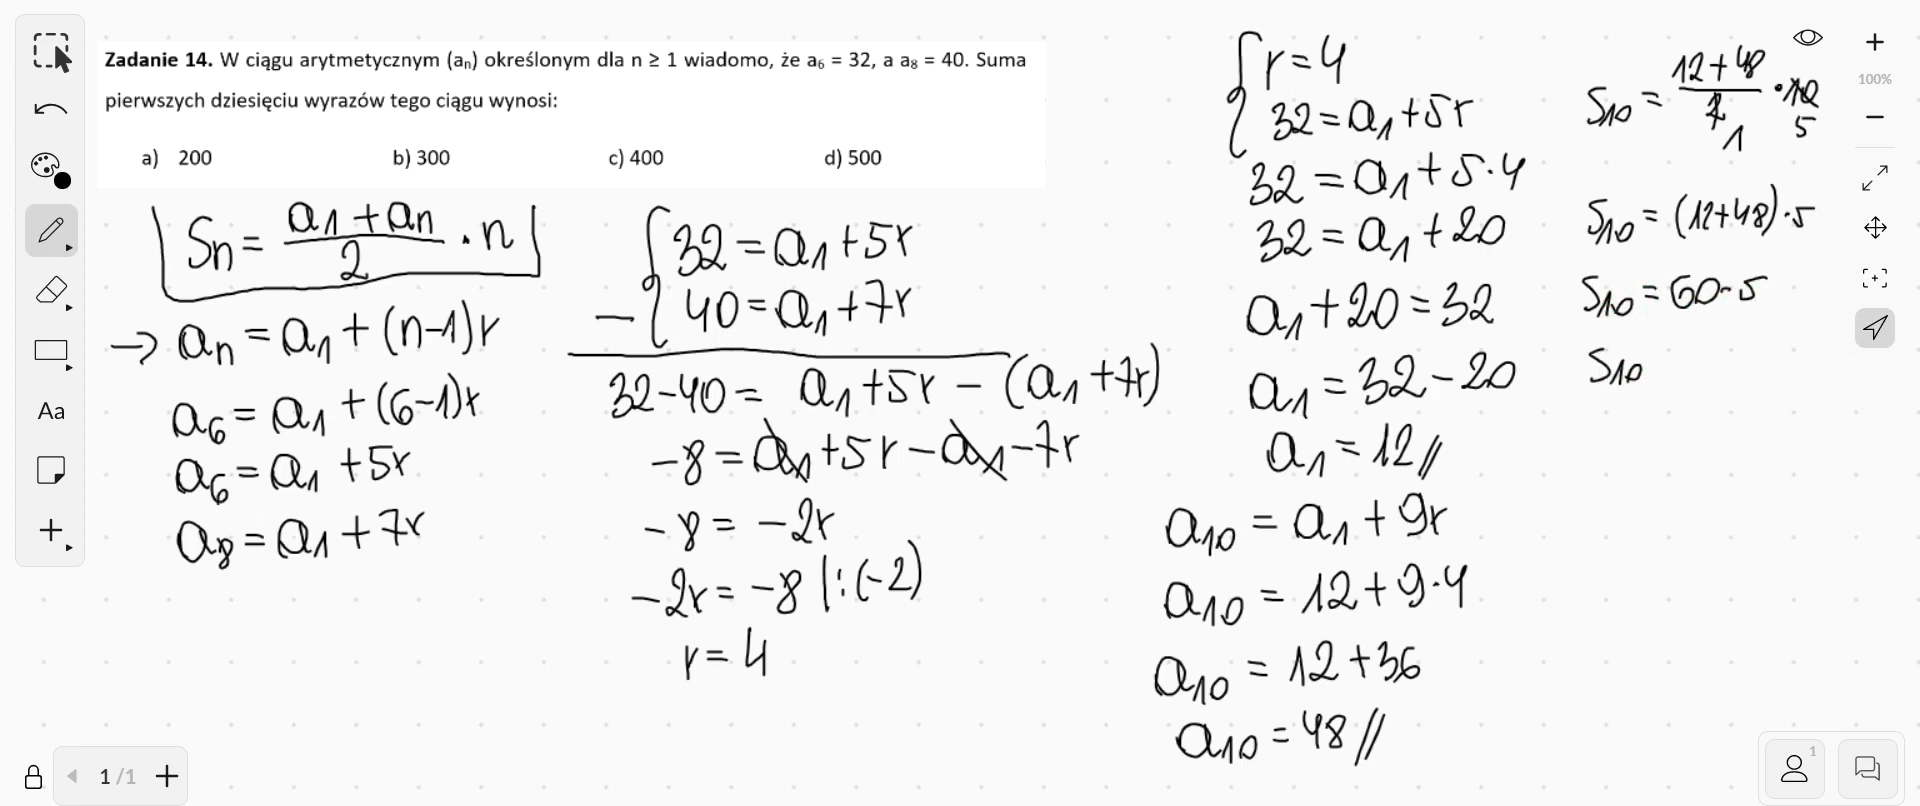 Zadanie 14. W ciągu arytmetycznym (aₙ) określonym dla n ≥ 1 wiadomo, że a₆ = 32, a a₈ = 40. Suma
pierwszych dziesięciu wyrazów tego ciągu wynosi:
a) 200 b) 300 c) 400 d) 500
Sn = (a₁ + an)/2 · n
→ an = a₁ + (n-1)r
a₆ = a₁ + (6-1)r
a₆ = a₁ + 5r
a₈ = a₁ + 7r
32 = a₁ + 5r
- 40 = a₁ + 7r
32 - 40 = a₁ + 5r - (a₁ + 7r)
-8 = a₁ + 5r - a₁ - 7r
-8 = -2r
-2r = -8 |:(-2)
r = 4
r = 4
32 = a₁ + 5r
32 = a₁ + 5·4
32 = a₁ + 20
a₁ + 20 = 32
a₁ = 32 - 20
a₁ = 12 //
a₁₀ = a₁ + 9r
a₁₀ = 12 + 9·4
a₁₀ = 12 + 36
a₁₀ = 48 //
S₁₀ = (12 + 48)/2 · 10
1 5
S₁₀ = (12+48)·5
S₁₀ = 60·5
S₁₀
Aa
1 /1
100%
1